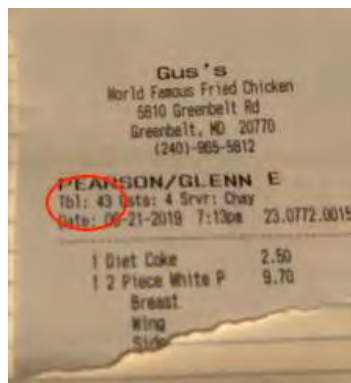 Gus's
World Famous Fried Chicken
5810 Greenbelt Rd
Greenbelt, MD 20770
(240)-965-5812
PEARSON/GLENN E
Tbl: 43 Gsts: 4 Srvr: Chay
Date: 06-21-2019 7:13pm 23.0772.0015
1 Diet Coke 2.50
1 2 Piece White P 9.70
Breast
Wing
Side